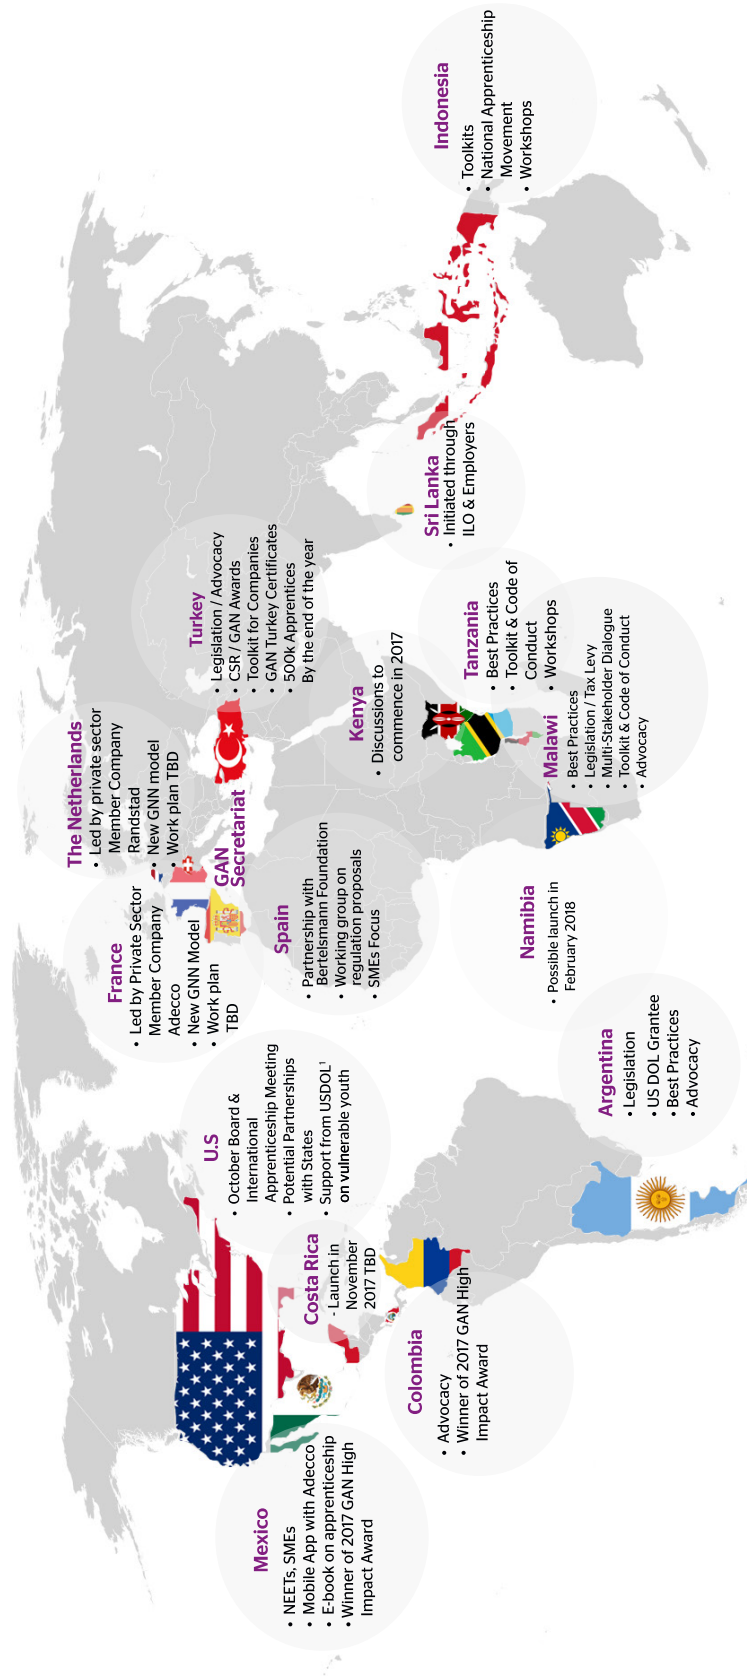 Mexico
• NEETs, SMEs
• Mobile App with Adecco
• E-book on apprenticeship
• Winner of 2017 GAN High
Impact Award
U.S
• October Board &
International
Apprenticeship Meeting
• Potential Partnerships
with States
• Support from USDOL¹
on vulnerable youth
Costa Rica
- Launch in
November
2017 TBD
Colombia
• Advocacy
• Winner of 2017 GAN High
Impact Award
Argentina
• Legislation
• US DOL Grantee
• Best Practices
• Advocacy
France
• Led by Private Sector
Member Company
Adecco
• New GNN Model
• Work plan
TBD
The Netherlands
• Led by private sector
Member Company
Randstad
• New GNN model
• Work plan TBD
GAN
Secretariat
Spain
• Partnership with
Bertelsmann Foundation
• Working group on
regulation proposals
• SMEs Focus
Namibia
• Possible launch in
February 2018
Turkey
• Legislation / Advocacy
• CSR / GAN Awards
• Toolkit for Companies
• GAN Turkey Certificates
• 500k Apprentices
By the end of the year
Kenya
• Discussions to
commence in 2017
Tanzania
• Best Practices
• Toolkit & Code of
Conduct
• Workshops
Malawi
• Best Practices
• Legislation / Tax Levy
• Multi-Stakeholder Dialogue
• Toolkit & Code of Conduct
• Advocacy
Sri Lanka
• Initiated through
ILO & Employers
Indonesia
• Toolkits
• National Apprenticeship
Movement
• Workshops